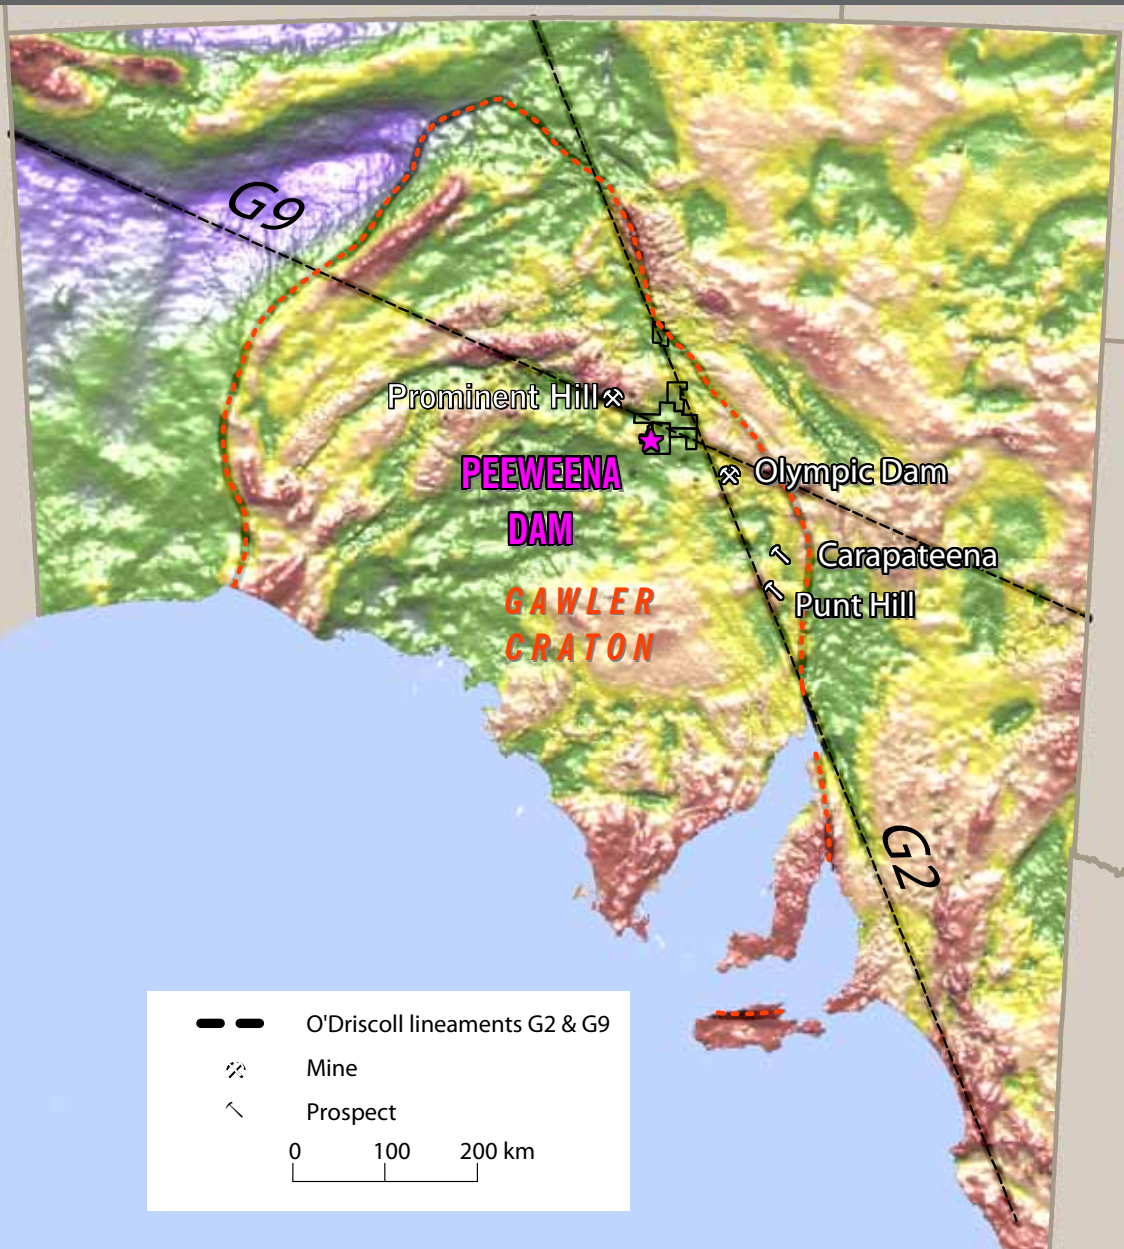 G9
Prominent Hill
PEEWEENA
DAM
Olympic Dam
Carapateena
Punt Hill
GAWLER
CRATON
G2
O'Driscoll lineaments G2 & G9
Mine
Prospect
0 100 200 km